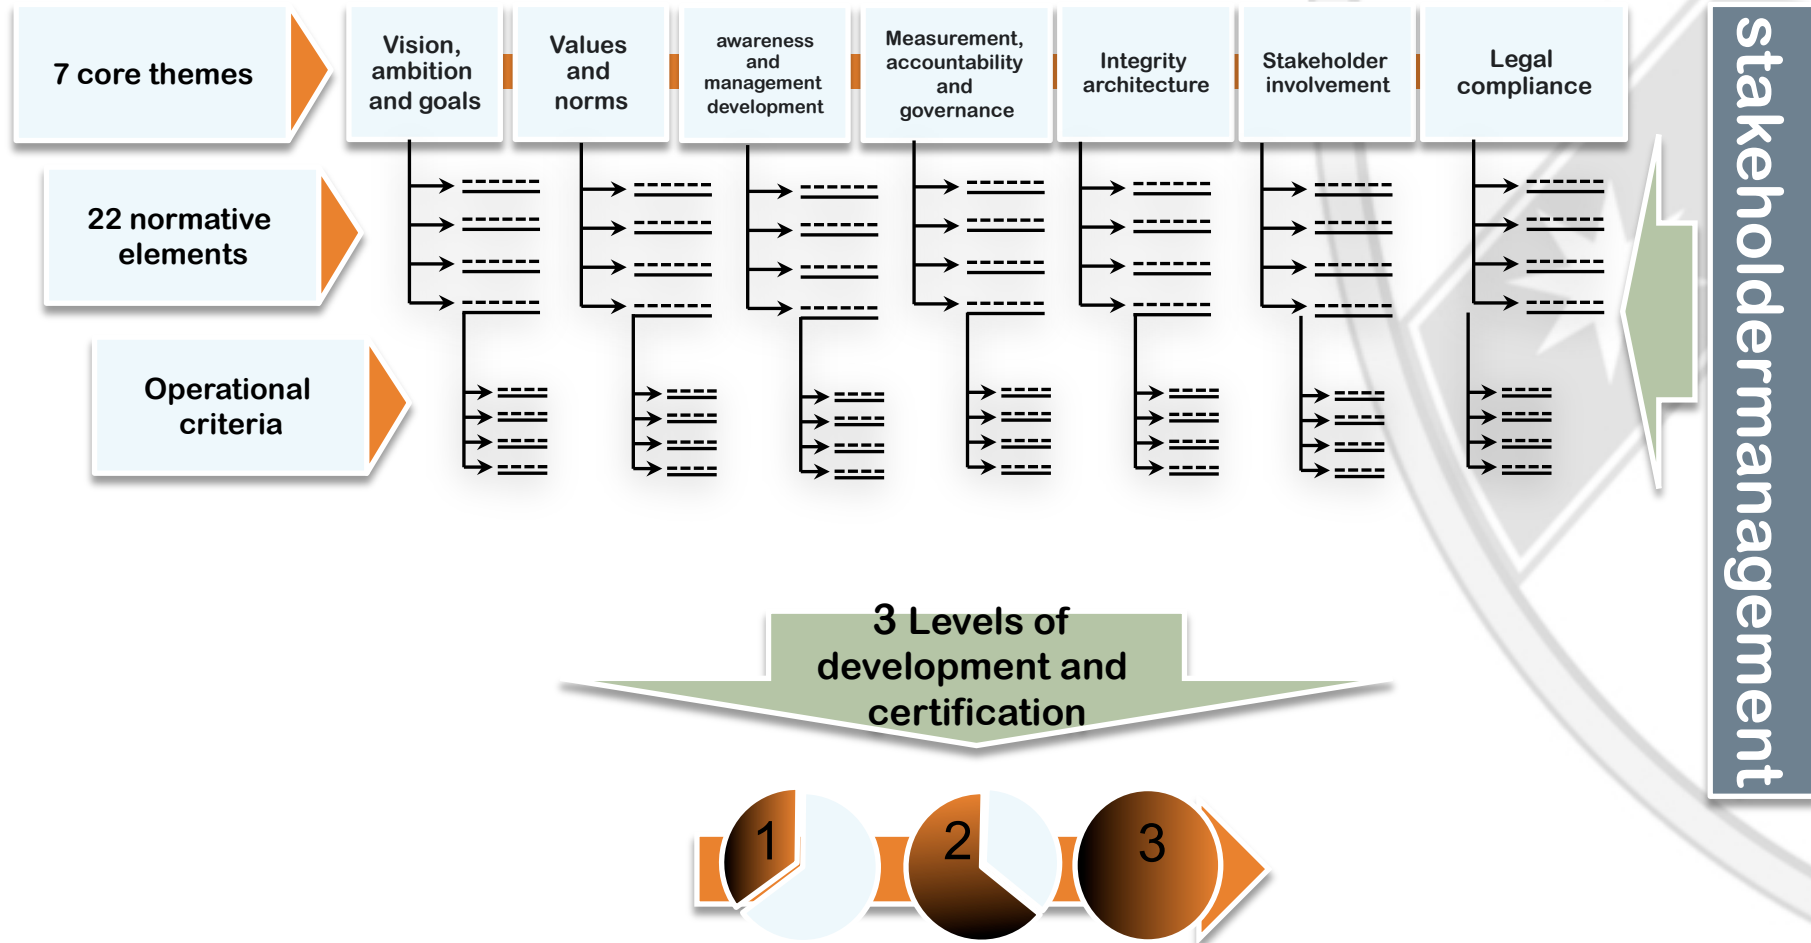 7 core themes
Vision,
ambition
and goals
Values
and
norms
awareness
and
management
development
Measurement,
accountability
and
governance
Integrity
architecture
Stakeholder
involvement
Legal
compliance
22 normative
elements
Operational
criteria
stakeholdermanagement
3 Levels of
development and
certification
1
2
3